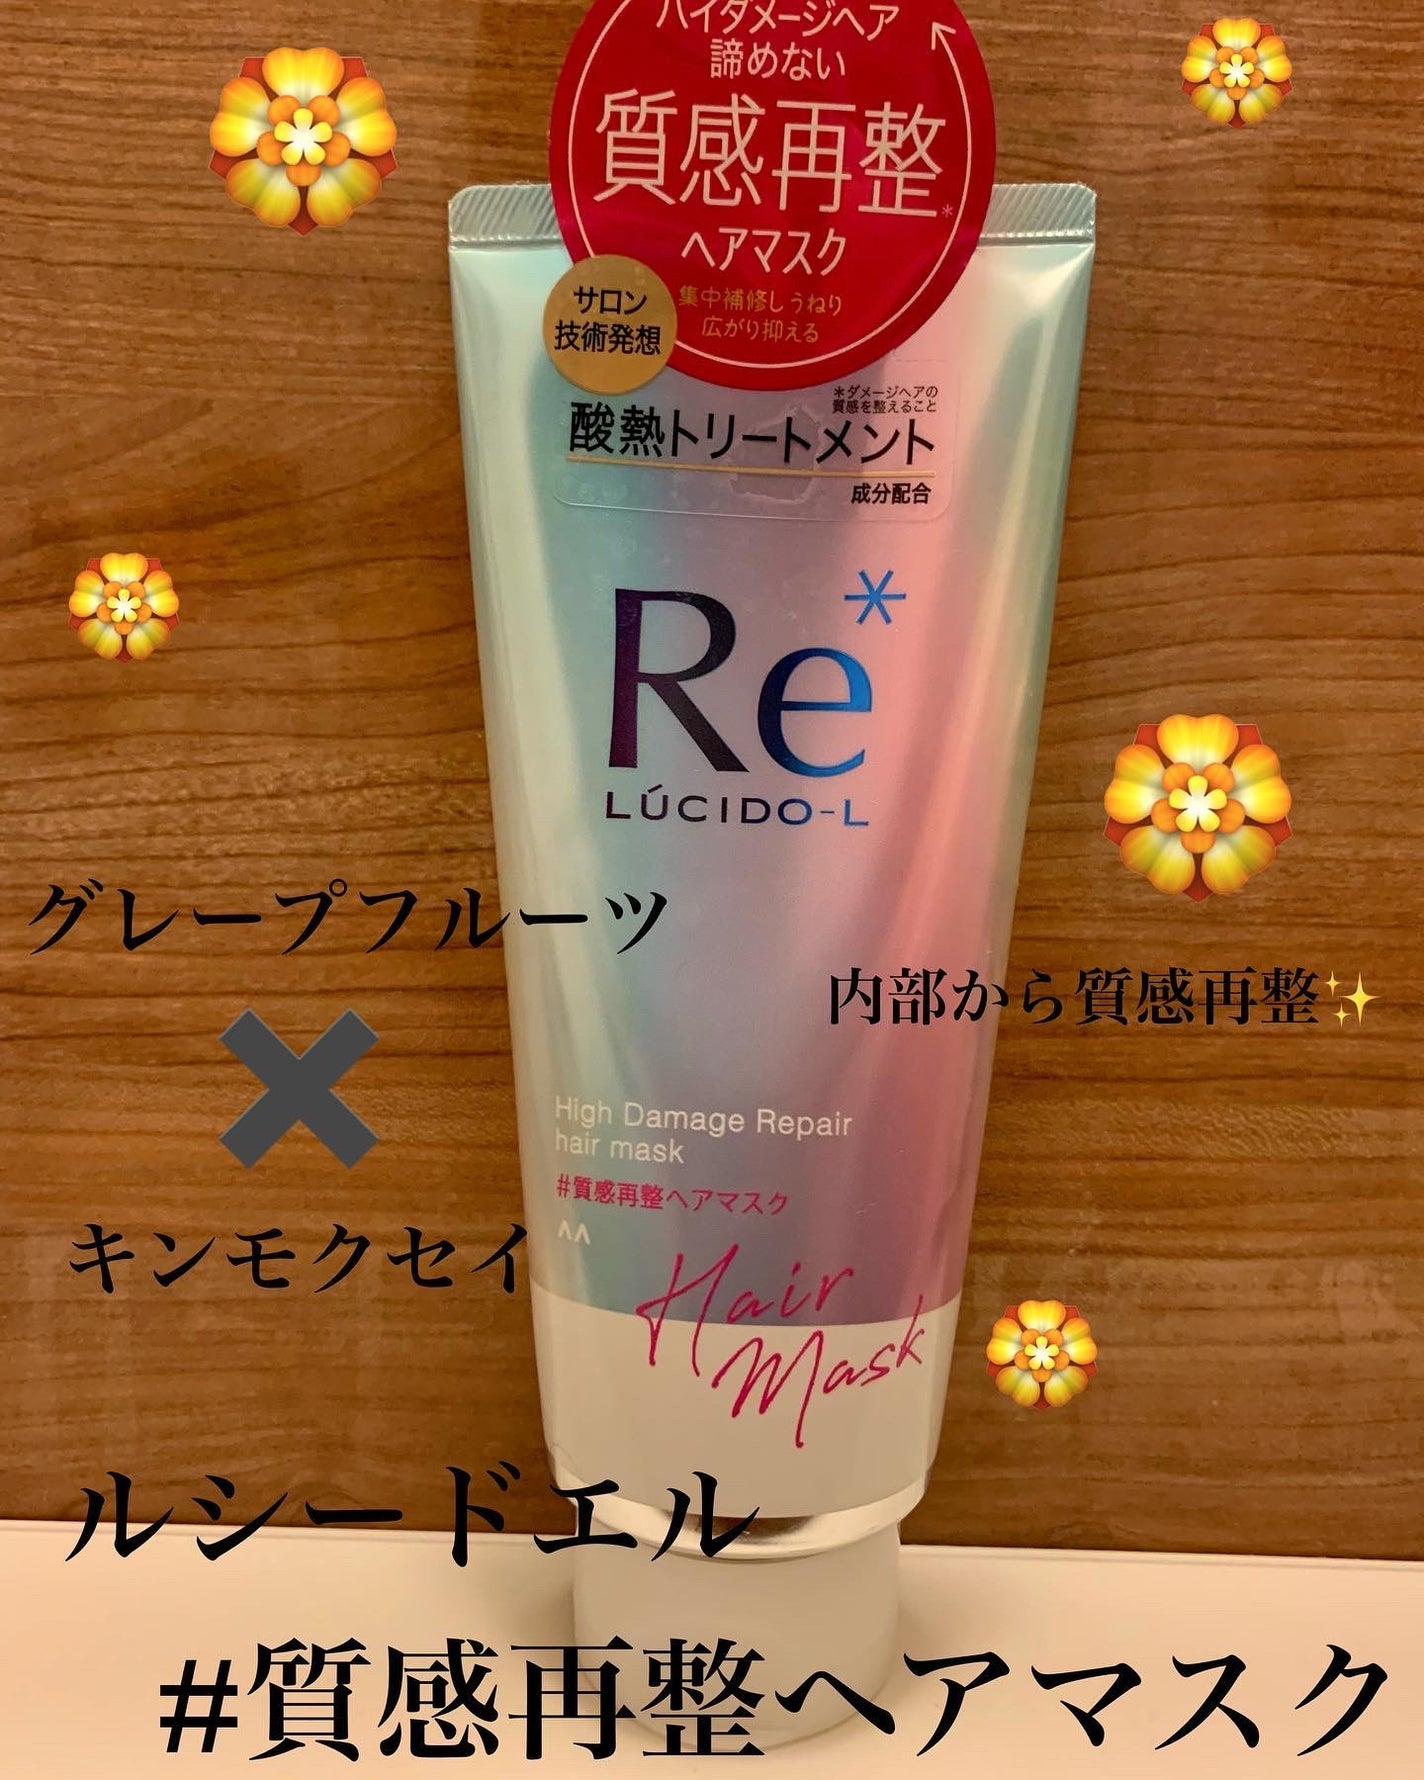 ハイダメージヘア
諦めない
質感再整*
ヘアマスク
集中補修しうねり
広がり抑える
サロン
技術発想
*ダメージヘアの
質感を整えること
酸熱トリートメント
成分配合
Re*
LÚCIDO-L
グレープフルーツ
✖
キンモクセイ
内部から質感再整✨
High Damage Repair
hair mask
#質感再整ヘアマスク
^^
Hair
Mask
ルシードエル
#質感再整ヘアマスク